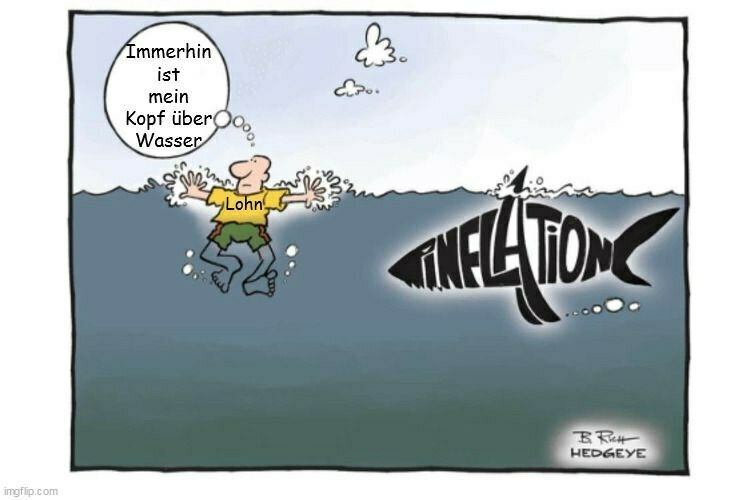 Immerhin
ist
mein
Kopf über
Wasser
Lohn
INFLATION
B. Rich
HEDGEYE
imgflip.com